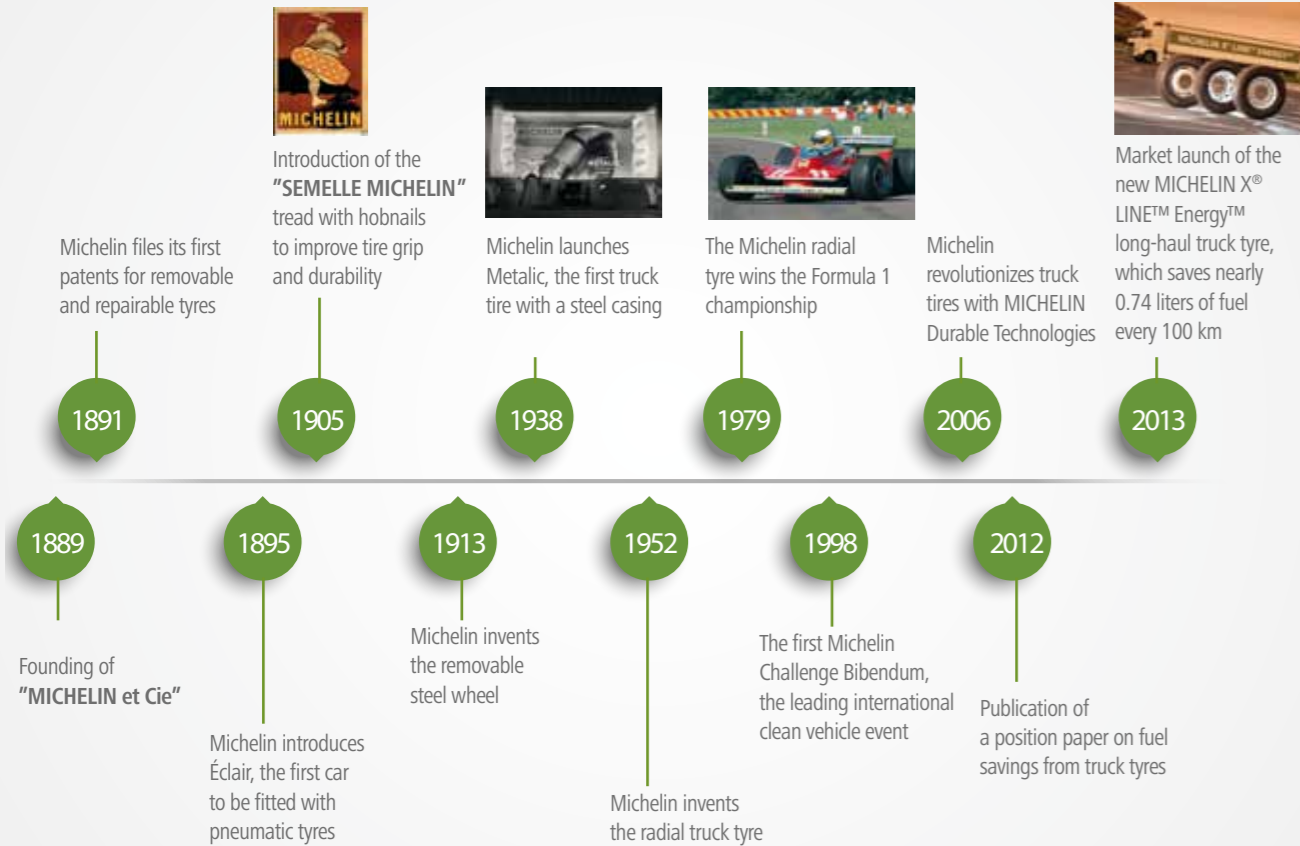 MICHELIN
Introduction of the
"SEMELLE MICHELIN"
tread with hobnails
to improve tire grip
and durability
Michelin files its first
patents for removable
and repairable tyres
Michelin launches
Metalic, the first truck
tire with a steel casing
The Michelin radial
tyre wins the Formula 1
championship
Michelin
revolutionizes truck
tires with MICHELIN
Durable Technologies
Market launch of the
new MICHELIN X®
LINE™ Energy™
long-haul truck tyre,
which saves nearly
0.74 liters of fuel
every 100 km
1891
1905
1938
1979
2006
2013
1889
1895
1913
1952
1998
2012
Founding of
"MICHELIN et Cie"
Michelin introduces
Éclair, the first car
to be fitted with
pneumatic tyres
Michelin invents
the removable
steel wheel
Michelin invents
the radial truck tyre
The first Michelin
Challenge Bibendum,
the leading international
clean vehicle event
Publication of
a position paper on fuel
savings from truck tyres